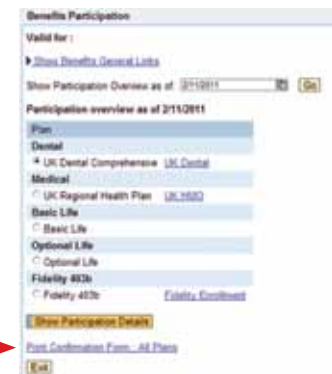 Benefits Participation
Valid for :
Show Benefits General Links
Show Participation Overview as of 2/11/2011 Go
Participation overview as of 2/11/2011
Plan
Dental
UK Dental Comprehensive UK Dental
Medical
UK Regional Health Plan UK HMO
Basic Life
Basic Life
Optional Life
Optional Life
Fidelity 403b
Fidelity 403b Fidelity Enrollment
Show Participation Details
Print Confirmation Form - All Plans
Exit